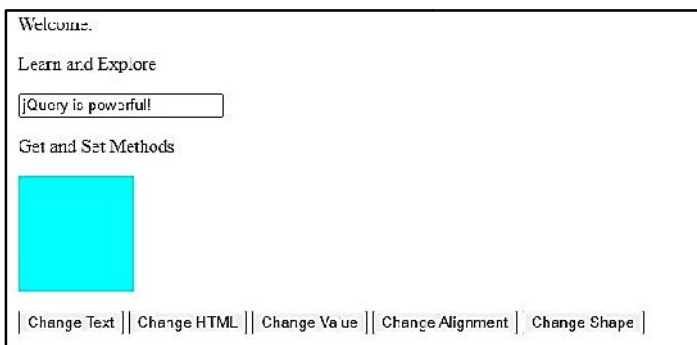 Welcome.
Learn and Explore
jQuery is powerful!
Get and Set Methods
Change Text Change HTML Change Value Change Alignment Change Shape